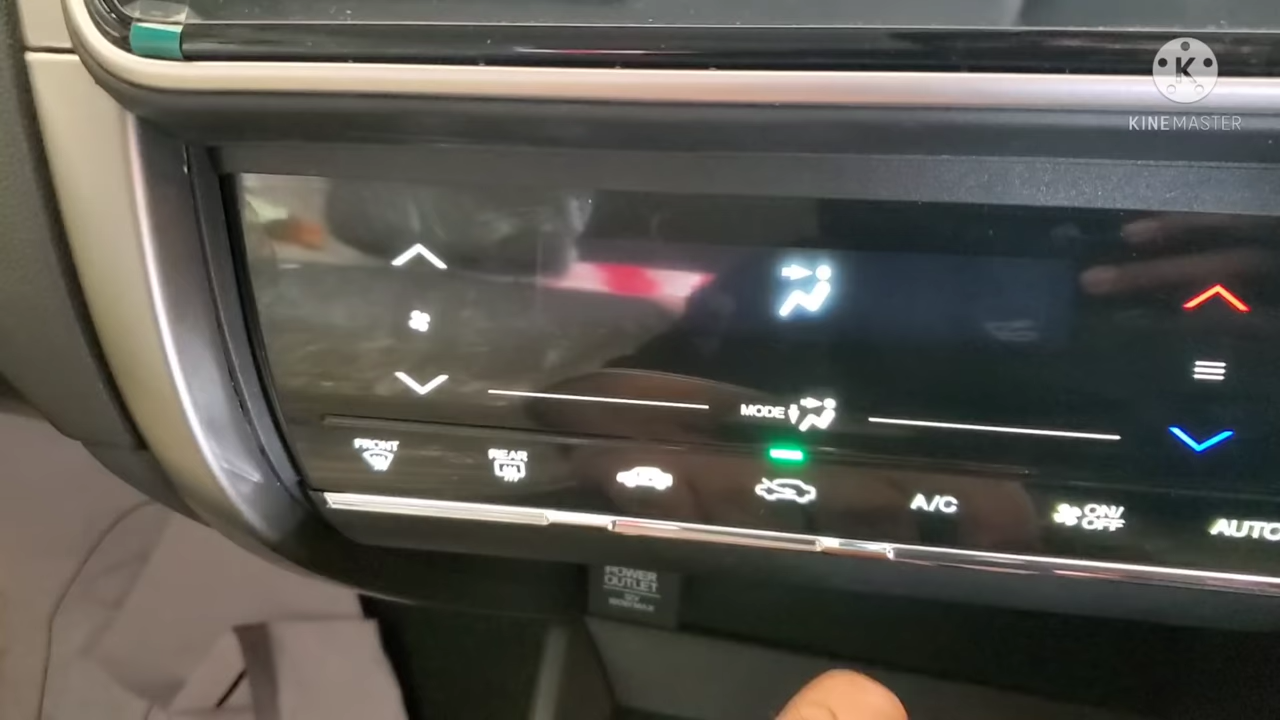 K
KINEMASTER
MODE
FRONT
REAR
A/C
ON/
OFF
AUTO
POWER
OUTLET